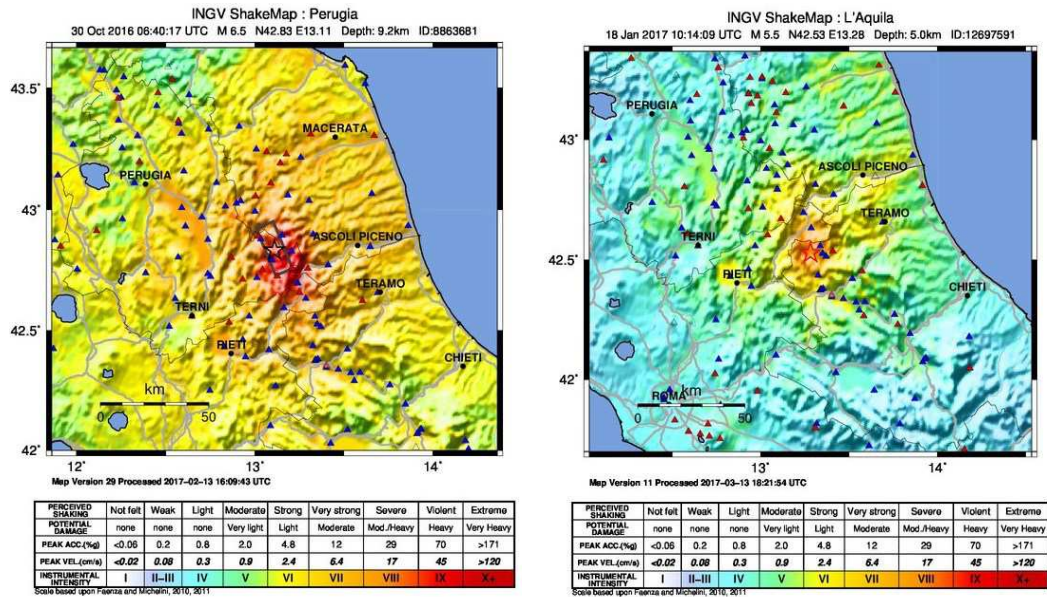 INGV ShakeMap : Perugia
30 Oct 2016 06:40:17 UTC M 6.5 N42.83 E13.11 Depth: 9.2km ID:8863681
43.5°
43°
42.5°
42°
12°
13°
14°
MACERATA
PERUGIA
ASCOLI PICENO
TERAMO
TERNI
RIETI
CHIETI
km
0
50
Map Version 29 Processed 2017-02-13 16:09:43 UTC
PERCEIVED SHAKING Not felt Weak Light Moderate Strong Very strong Severe Violent Extreme
POTENTIAL DAMAGE none none none Very light Light Moderate Mod./Heavy Heavy Very Heavy
PEAK ACC.(%g) <0.06 0.2 0.8 2.0 4.8 12 29 70 >171
PEAK VEL.(cm/s) <0.02 0.08 0.3 0.9 2.4 6.4 17 45 >120
INSTRUMENTAL INTENSITY I II-III IV V VI VII VIII IX X+
Scale based upon Faenza and Michelini, 2010, 2011
INGV ShakeMap : L'Aquila
18 Jan 2017 10:14:09 UTC M 5.5 N42.53 E13.28 Depth: 5.0km ID:12697591
43°
42.5°
42°
13°
14°
PERUGIA
ASCOLI PICENO
TERAMO
TERNI
RIETI
CHIETI
ROMA
km
0
50
Map Version 11 Processed 2017-03-13 18:21:54 UTC
PERCEIVED SHAKING Not felt Weak Light Moderate Strong Very strong Severe Violent Extreme
POTENTIAL DAMAGE none none none Very light Light Moderate Mod./Heavy Heavy Very Heavy
PEAK ACC.(%g) <0.06 0.2 0.8 2.0 4.8 12 29 70 >171
PEAK VEL.(cm/s) <0.02 0.08 0.3 0.9 2.4 6.4 17 45 >120
INSTRUMENTAL INTENSITY I II-III IV V VI VII VIII IX X+
Scale based upon Faenza and Michelini, 2010, 2011